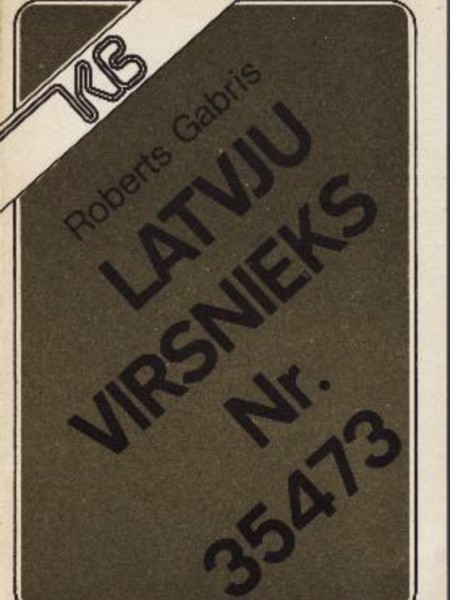 KB
Roberts Gabris
LATVJU
VIRSNIEKS
Nr.
35473